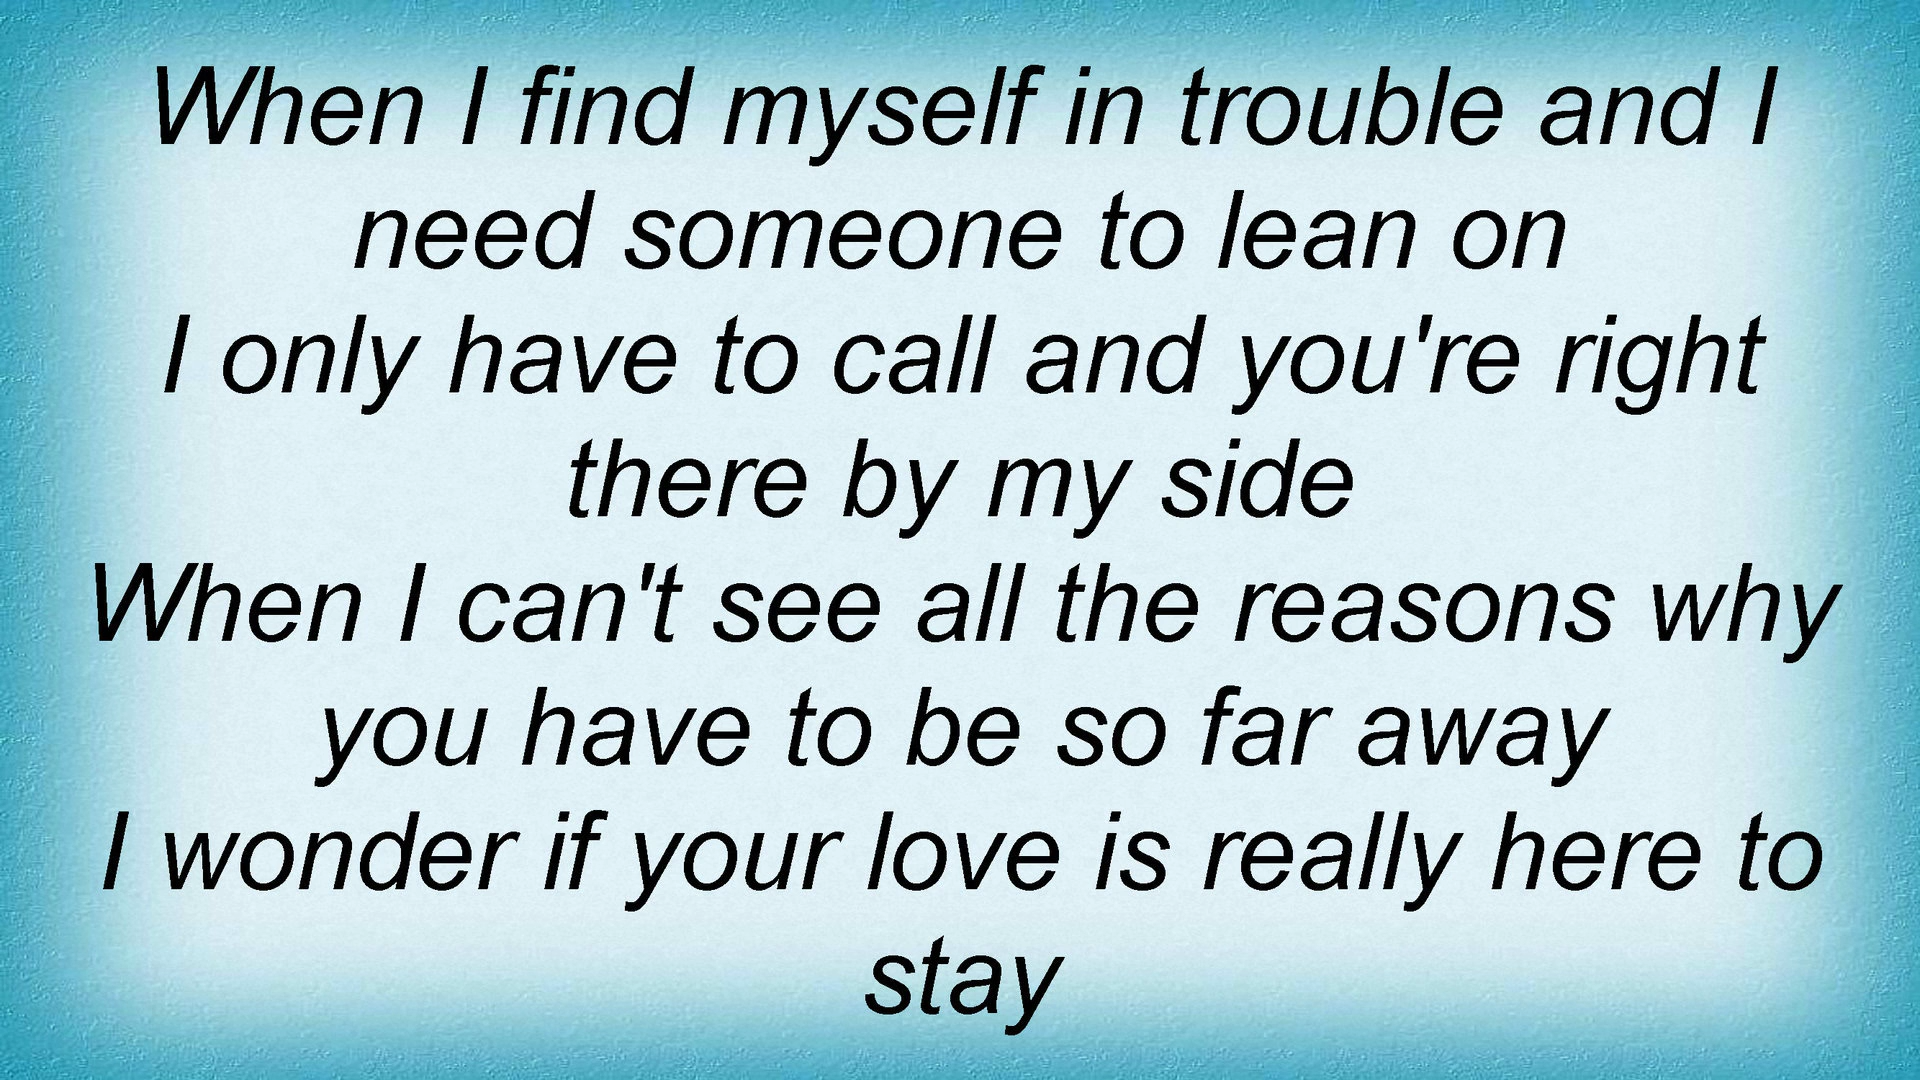 When I find myself in trouble and I
need someone to lean on
I only have to call and you're right
there by my side
When I can't see all the reasons why
you have to be so far away
I wonder if your love is really here to
stay